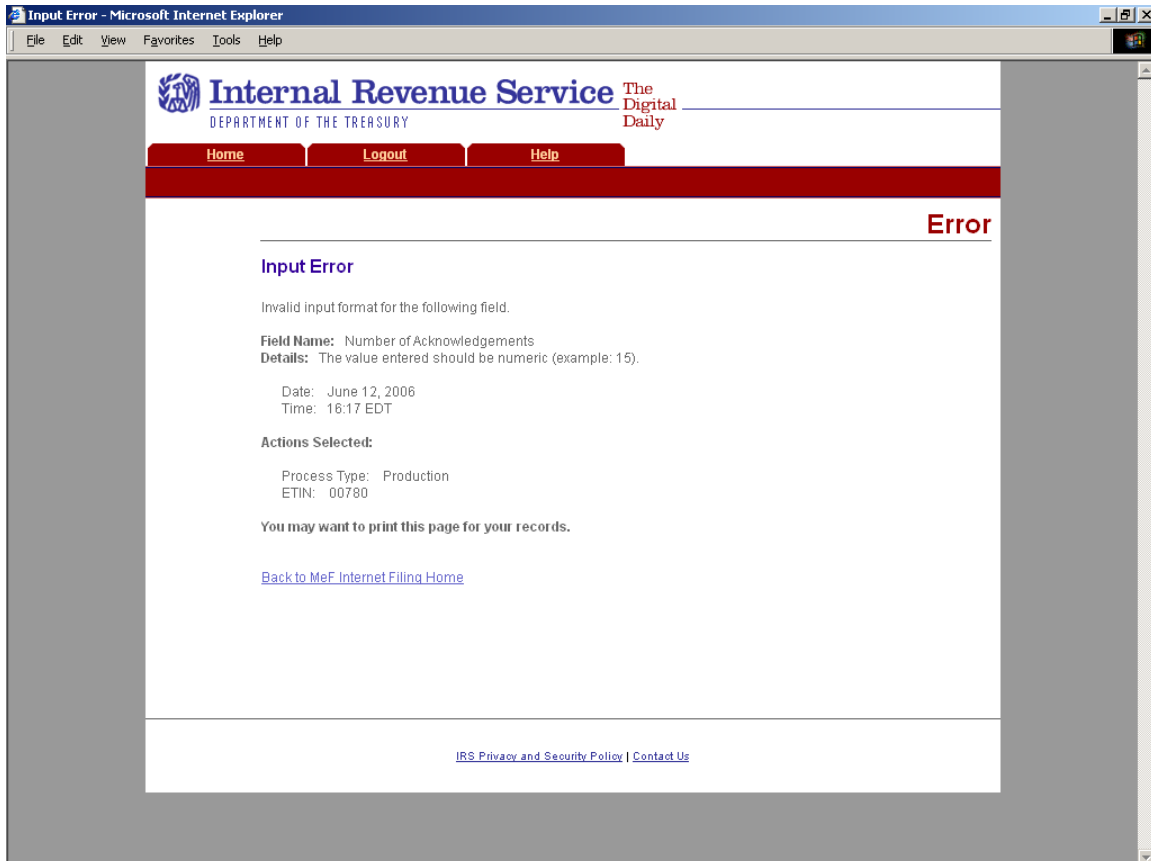 Input Error - Microsoft Internet Explorer
File Edit View Favorites Tools Help
Internal Revenue Service
DEPARTMENT OF THE TREASURY
The
Digital
Daily
Home Logout Help
Error
Input Error
Invalid input format for the following field.
Field Name: Number of Acknowledgements
Details: The value entered should be numeric (example: 15).
Date: June 12, 2006
Time: 16:17 EDT
Actions Selected:
Process Type: Production
ETIN: 00780
You may want to print this page for your records.
Back to MeF Internet Filing Home
IRS Privacy and Security Policy | Contact Us